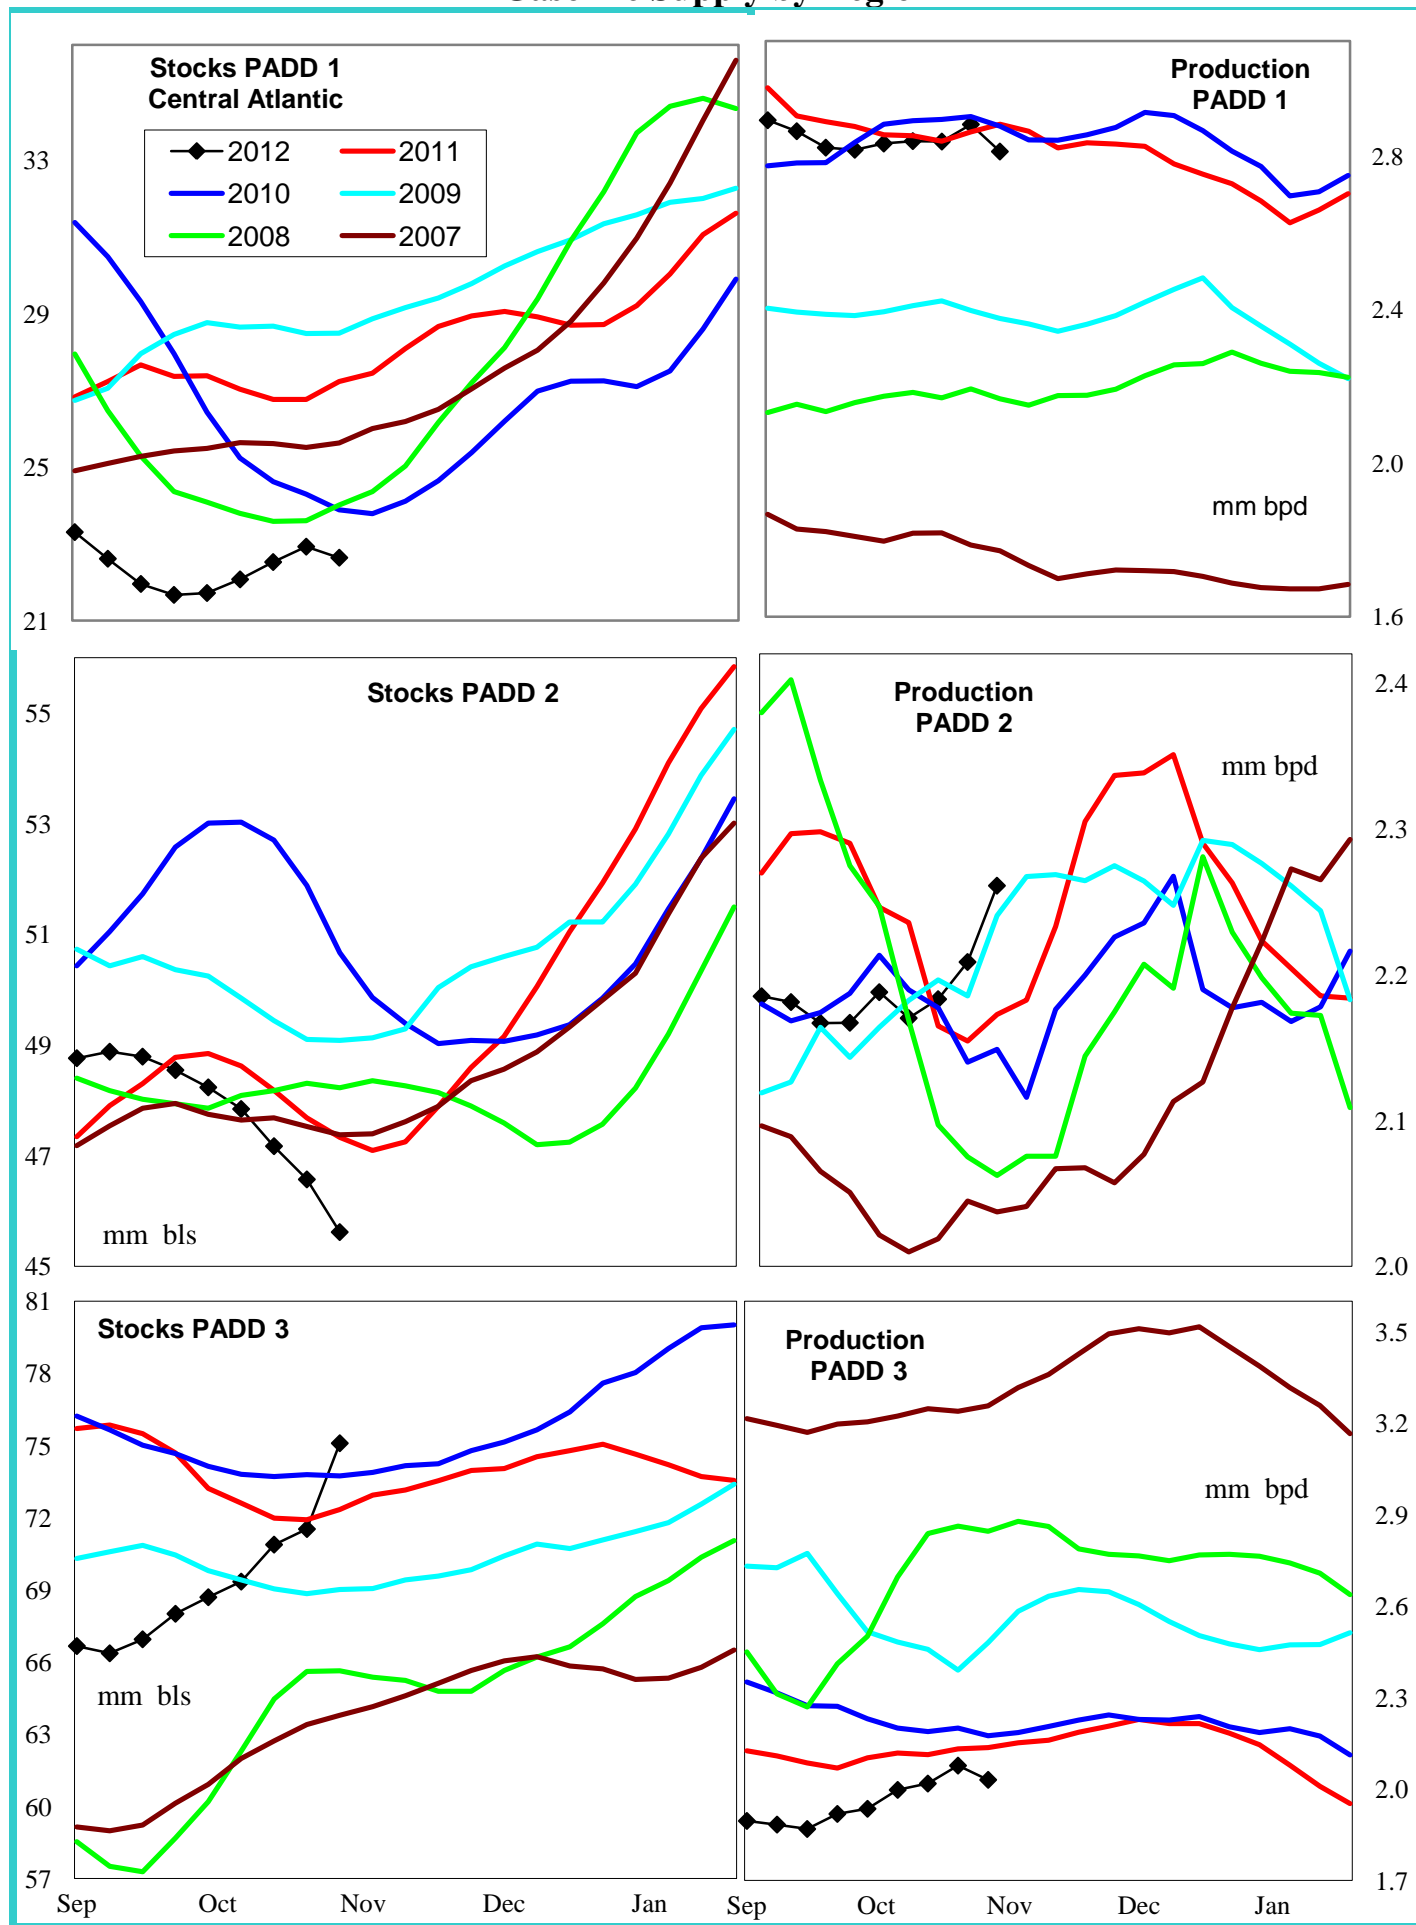 Stocks PADD 1
Central Atlantic
2012
2011
2010
2009
2008
2007
33
29
25
21
Production
PADD 1
mm bpd
2.8
2.4
2.0
1.6
Stocks PADD 2
mm bls
55
53
51
49
47
45
Production
PADD 2
mm bpd
2.4
2.3
2.2
2.1
2.0
Stocks PADD 3
mm bls
81
78
75
72
69
66
63
60
57
Sep Oct Nov Dec Jan
Production
PADD 3
mm bpd
3.5
3.2
2.9
2.6
2.3
2.0
1.7
Sep Oct Nov Dec Jan